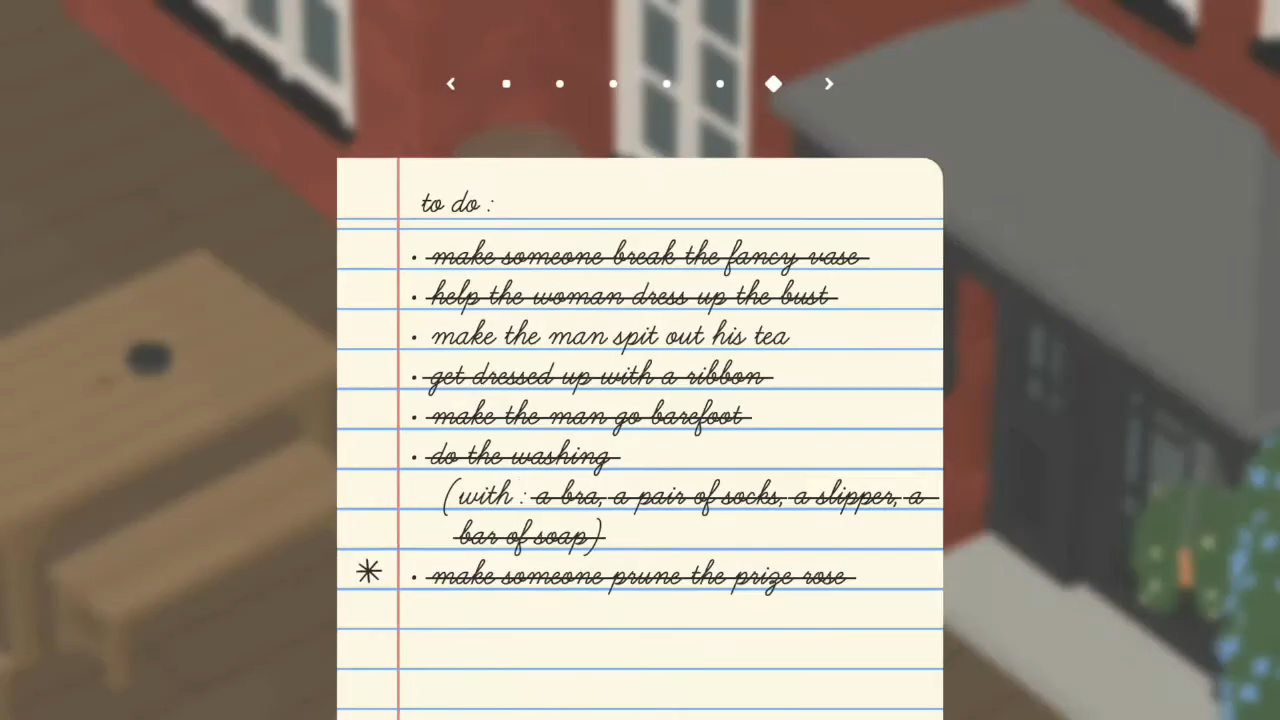 to do :
• make someone break the fancy vase
• help the woman dress up the bust
• make the man spit out his tea
• get dressed up with a ribbon
• make the man go barefoot
• do the washing
(with : a bra, a pair of socks, a slipper, a
bar of soap)
• make someone prune the prize rose